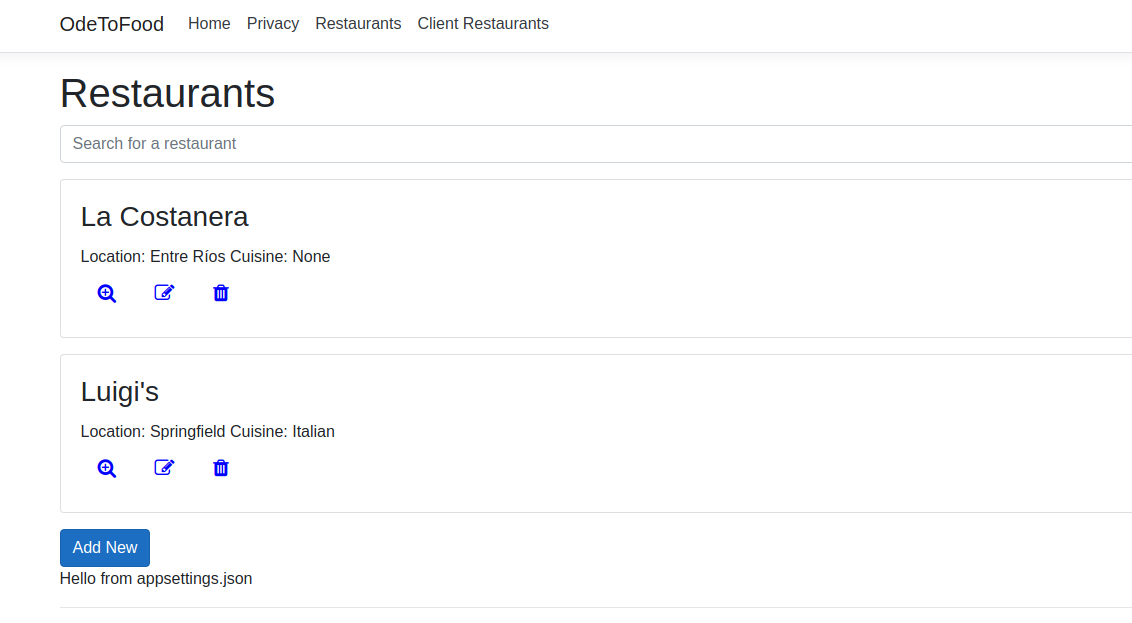 OdeToFood Home Privacy Restaurants Client Restaurants
Restaurants
Search for a restaurant
La Costanera
Location: Entre Ríos Cuisine: None
Luigi's
Location: Springfield Cuisine: Italian
Add New
Hello from appsettings.json